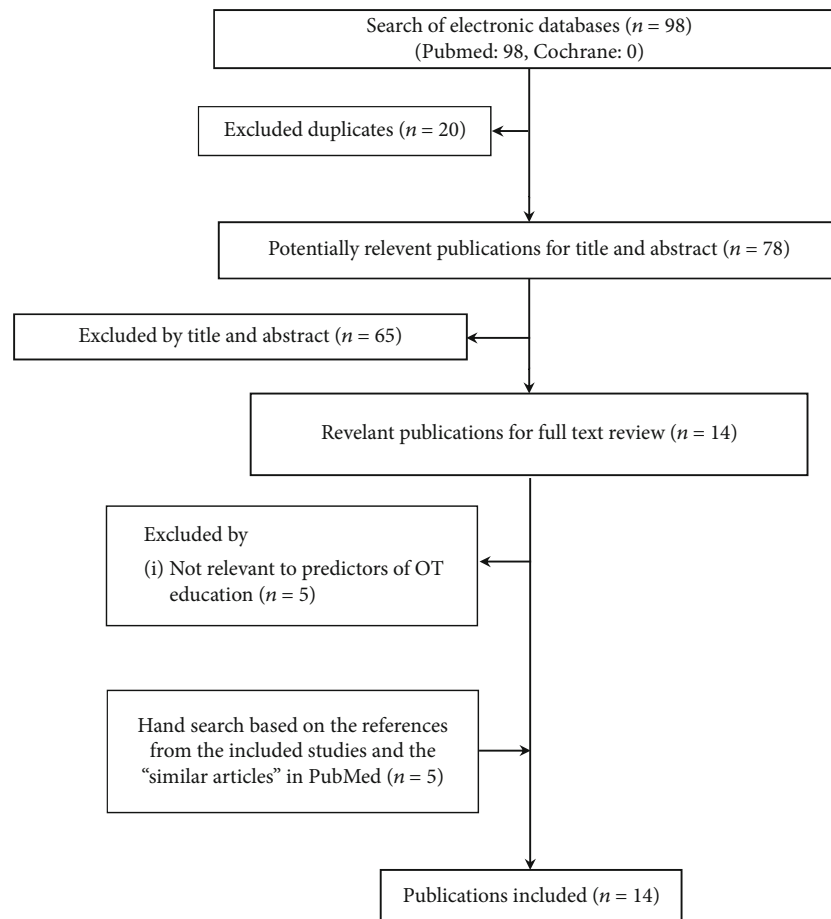 Search of electronic databases (n = 98)
(Pubmed: 98, Cochrane: 0)
Excluded duplicates (n = 20)
Potentially relevent publications for title and abstract (n = 78)
Excluded by title and abstract (n = 65)
Revelant publications for full text review (n = 14)
Excluded by
(i) Not relevant to predictors of OT
education (n = 5)
Hand search based on the references
from the included studies and the
“similar articles” in PubMed (n = 5)
Publications included (n = 14)